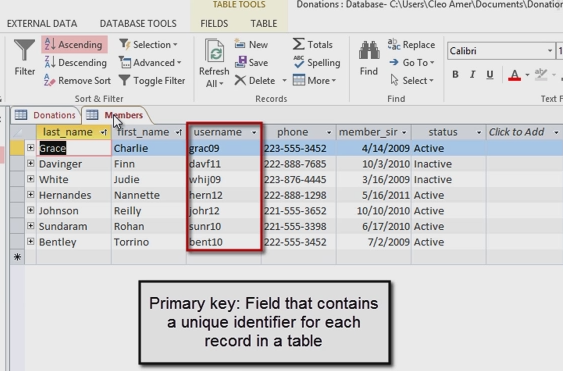 TABLE TOOLS Donations : Database- C:\Users\Cleo Amer\Documents\Donation
EXTERNAL DATA DATABASE TOOLS FIELDS TABLE
Filter Ascending Selection
Descending Advanced
Remove Sort Toggle Filter
Sort & Filter
Refresh All New Totals
Save Spelling
Delete More
Records
Find Replace
Go To
Select
Find
Calibri 1
B I U
Text F
Donations Members
last_name first_name username phone member_sir status Click to Add
Grace Charlie grac09 223-555-3452 4/14/2009 Active
Davinger Finn davf11 222-888-7685 10/3/2010 Inactive
White Judie whij09 223-876-4445 5/16/2009 Inactive
Hernandes Nannette hern12 222-888-1298 5/16/2011 Active
Johnson Reilly johr12 221-555-3652 10/10/2010 Active
Sundaram Rohan sunr10 221-555-3398 6/17/2010 Active
Bentley Torrino bent10 222-555-3452 7/2/2009 Active
Primary key: Field that contains
a unique identifier for each
record in a table